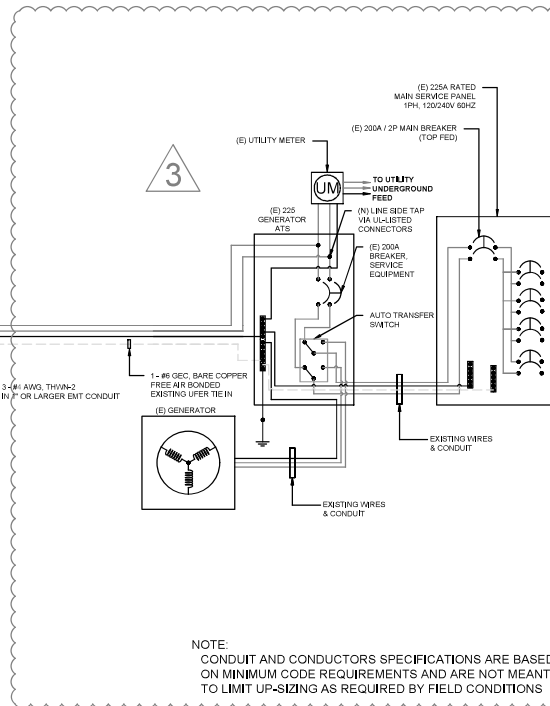 (E) 225A RATED
MAIN SERVICE PANEL
1PH, 120/240V 60HZ
(E) 200A / 2P MAIN BREAKER
(TOP FED)
(E) UTILITY METER
3
UM
TO UTILITY
UNDERGROUND
FEED
(E) 225
GENERATOR
ATS
(N) LINE SIDE TAP
VIA UL-LISTED
CONNECTORS
(E) 200A
BREAKER,
SERVICE
EQUIPMENT
AUTO TRANSFER
SWITCH
3 - #4 AWG, THWN-2
IN 1" OR LARGER EMT CONDUIT
1 - #6 GEC, BARE COPPER
FREE AIR BONDED
EXISTING UFER TIE IN
(E) GENERATOR
EXISTING WIRES
& CONDUIT
EXISTING WIRES
& CONDUIT
NOTE:
CONDUIT AND CONDUCTORS SPECIFICATIONS ARE BASED
ON MINIMUM CODE REQUIREMENTS AND ARE NOT MEANT
TO LIMIT UP-SIZING AS REQUIRED BY FIELD CONDITIONS